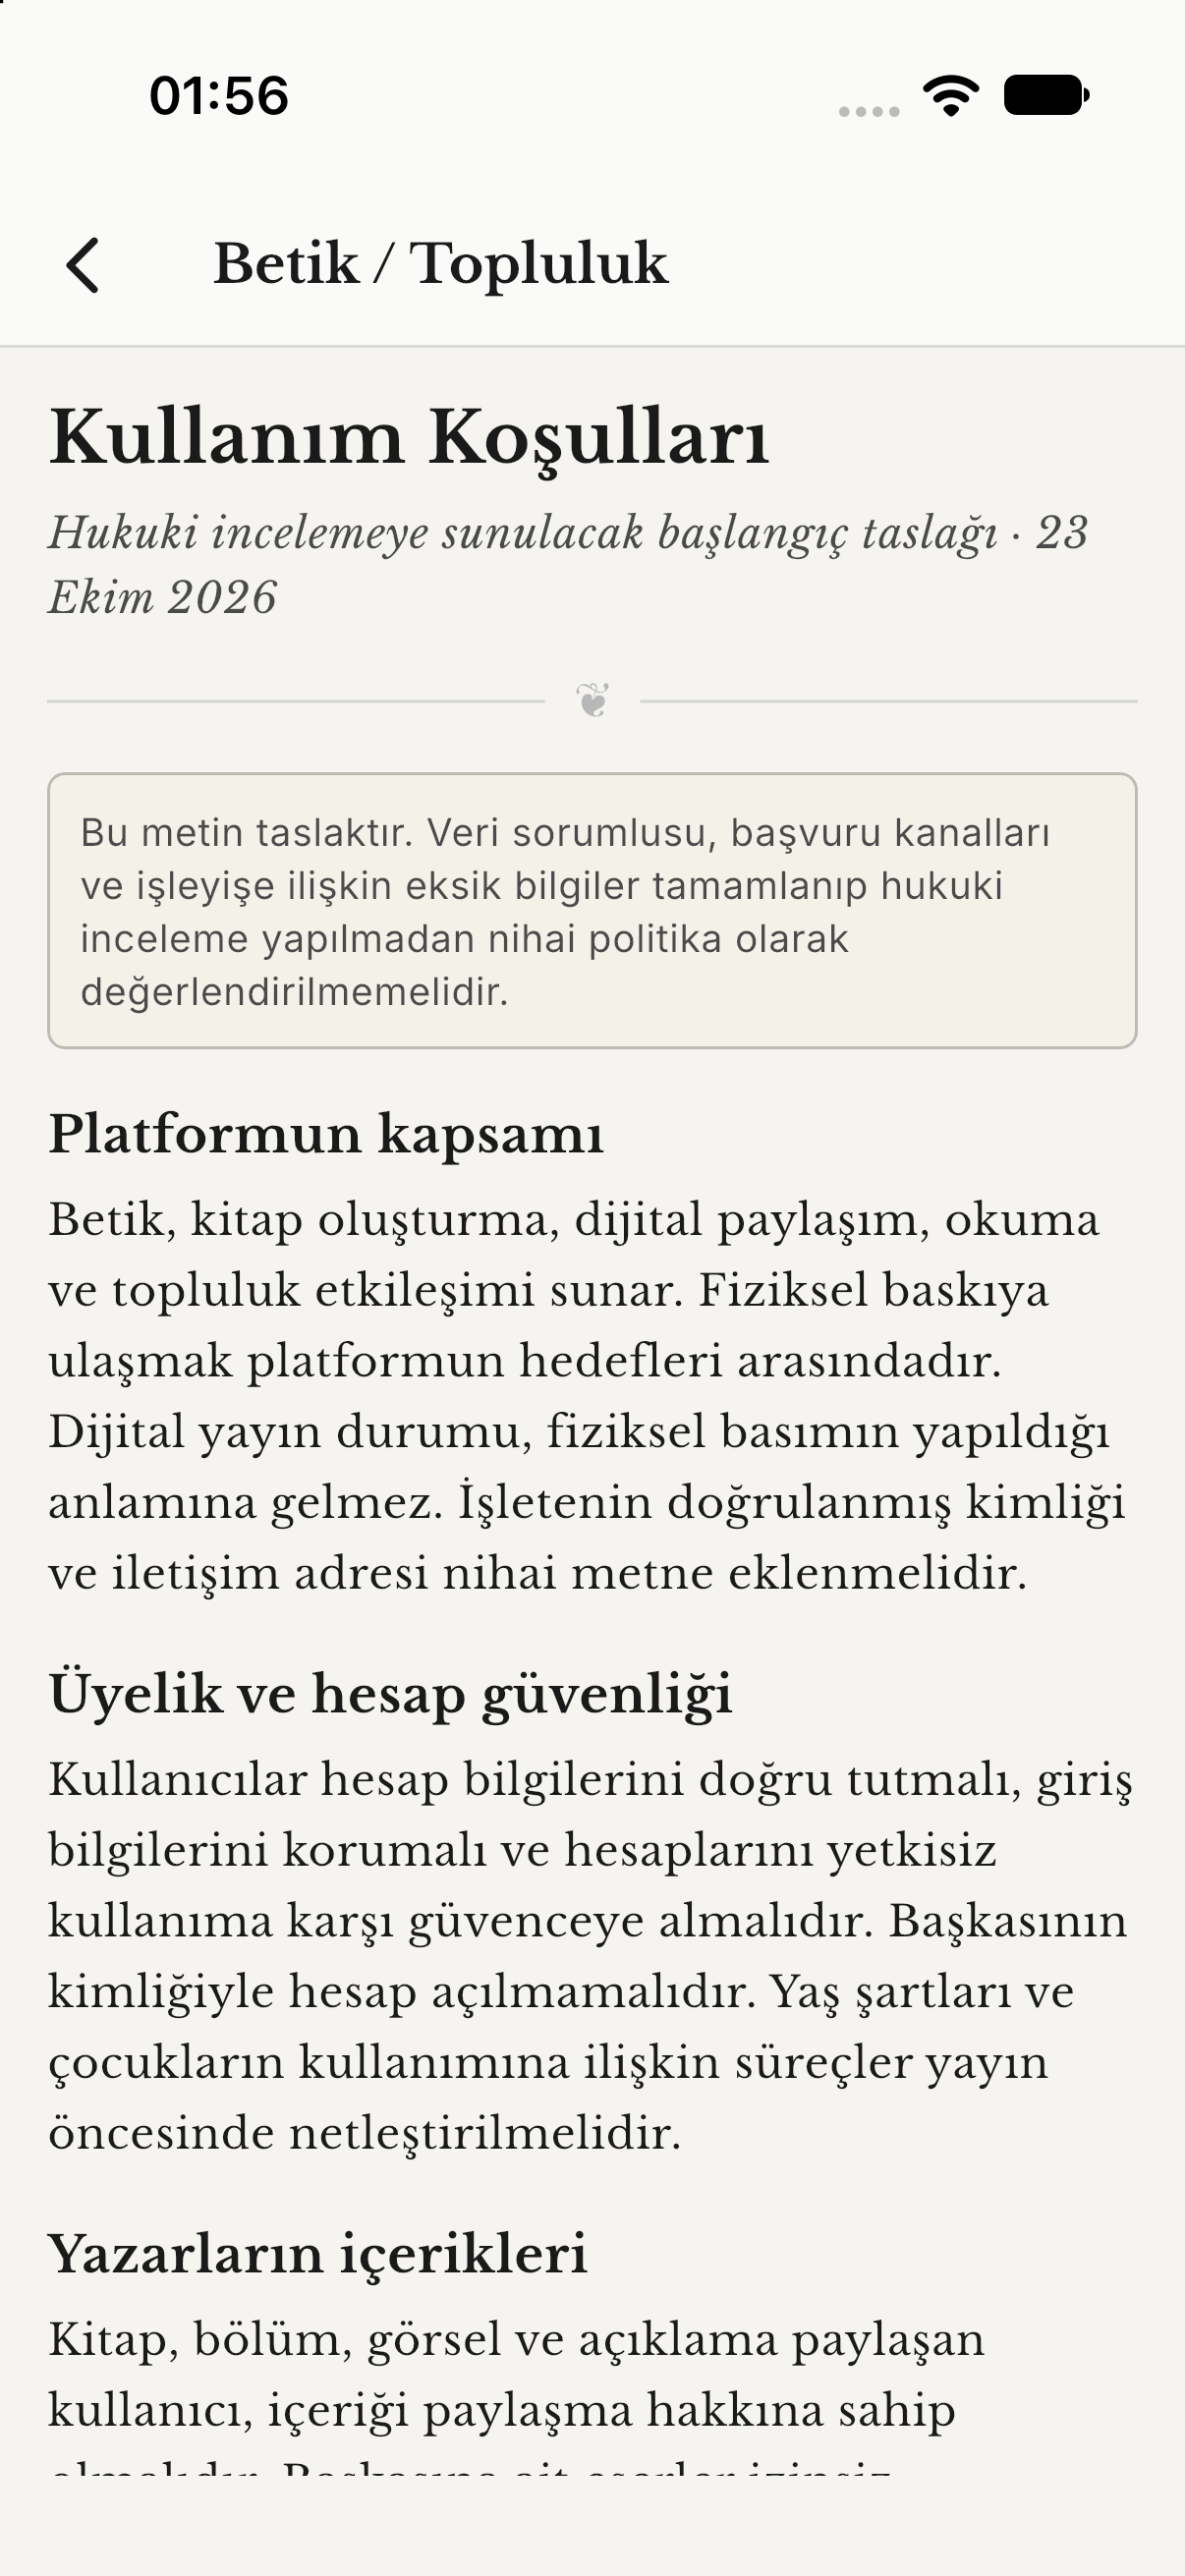 01:56
Betik / Topluluk
Kullanım Koşulları
Hukuki incelemeye sunulacak başlangıç taslağı · 23
Ekim 2026
Bu metin taslaktır. Veri sorumlusu, başvuru kanalları
ve işleyişe ilişkin eksik bilgiler tamamlanıp hukuki
inceleme yapılmadan nihai politika olarak
değerlendirilmemelidir.
Platformun kapsamı
Betik, kitap oluşturma, dijital paylaşım, okuma
ve topluluk etkileşimi sunar. Fiziksel baskıya
ulaşmak platformun hedefleri arasındadır.
Dijital yayın durumu, fiziksel basımın yapıldığı
anlamına gelmez. İşletenin doğrulanmış kimliği
ve iletişim adresi nihai metne eklenmelidir.
Üyelik ve hesap güvenliği
Kullanıcılar hesap bilgilerini doğru tutmalı, giriş
bilgilerini korumalı ve hesaplarını yetkisiz
kullanıma karşı güvenceye almalıdır. Başkasının
kimliğiyle hesap açılmamalıdır. Yaş şartları ve
çocukların kullanımına ilişkin süreçler yayın
öncesinde netleştirilmelidir.
Yazarların içerikleri
Kitap, bölüm, görsel ve açıklama paylaşan
kullanıcı, içeriği paylaşma hakkına sahip
olmalıdır. Başkasına ait eserler izinsiz